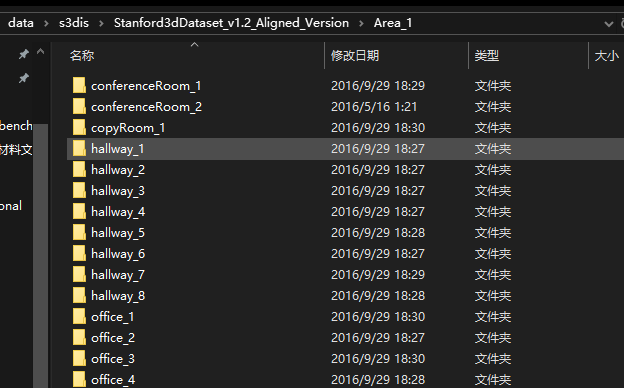 data > s3dis > Stanford3dDataset_v1.2_Aligned_Version > Area_1
名称 修改日期 类型 大小
conferenceRoom_1 2016/9/29 18:29 文件夹
conferenceRoom_2 2016/5/16 1:21 文件夹
copyRoom_1 2016/9/29 18:30 文件夹
bench
hallway_1 2016/9/29 18:27 文件夹
材料文
hallway_2 2016/9/29 18:27 文件夹
hallway_3 2016/9/29 18:27 文件夹
onal
hallway_4 2016/9/29 18:27 文件夹
hallway_5 2016/9/29 18:28 文件夹
hallway_6 2016/9/29 18:27 文件夹
hallway_7 2016/9/29 18:29 文件夹
hallway_8 2016/9/29 18:28 文件夹
office_1 2016/9/29 18:30 文件夹
office_2 2016/9/29 18:27 文件夹
office_3 2016/9/29 18:30 文件夹
office_4 2016/9/29 18:28 文件夹